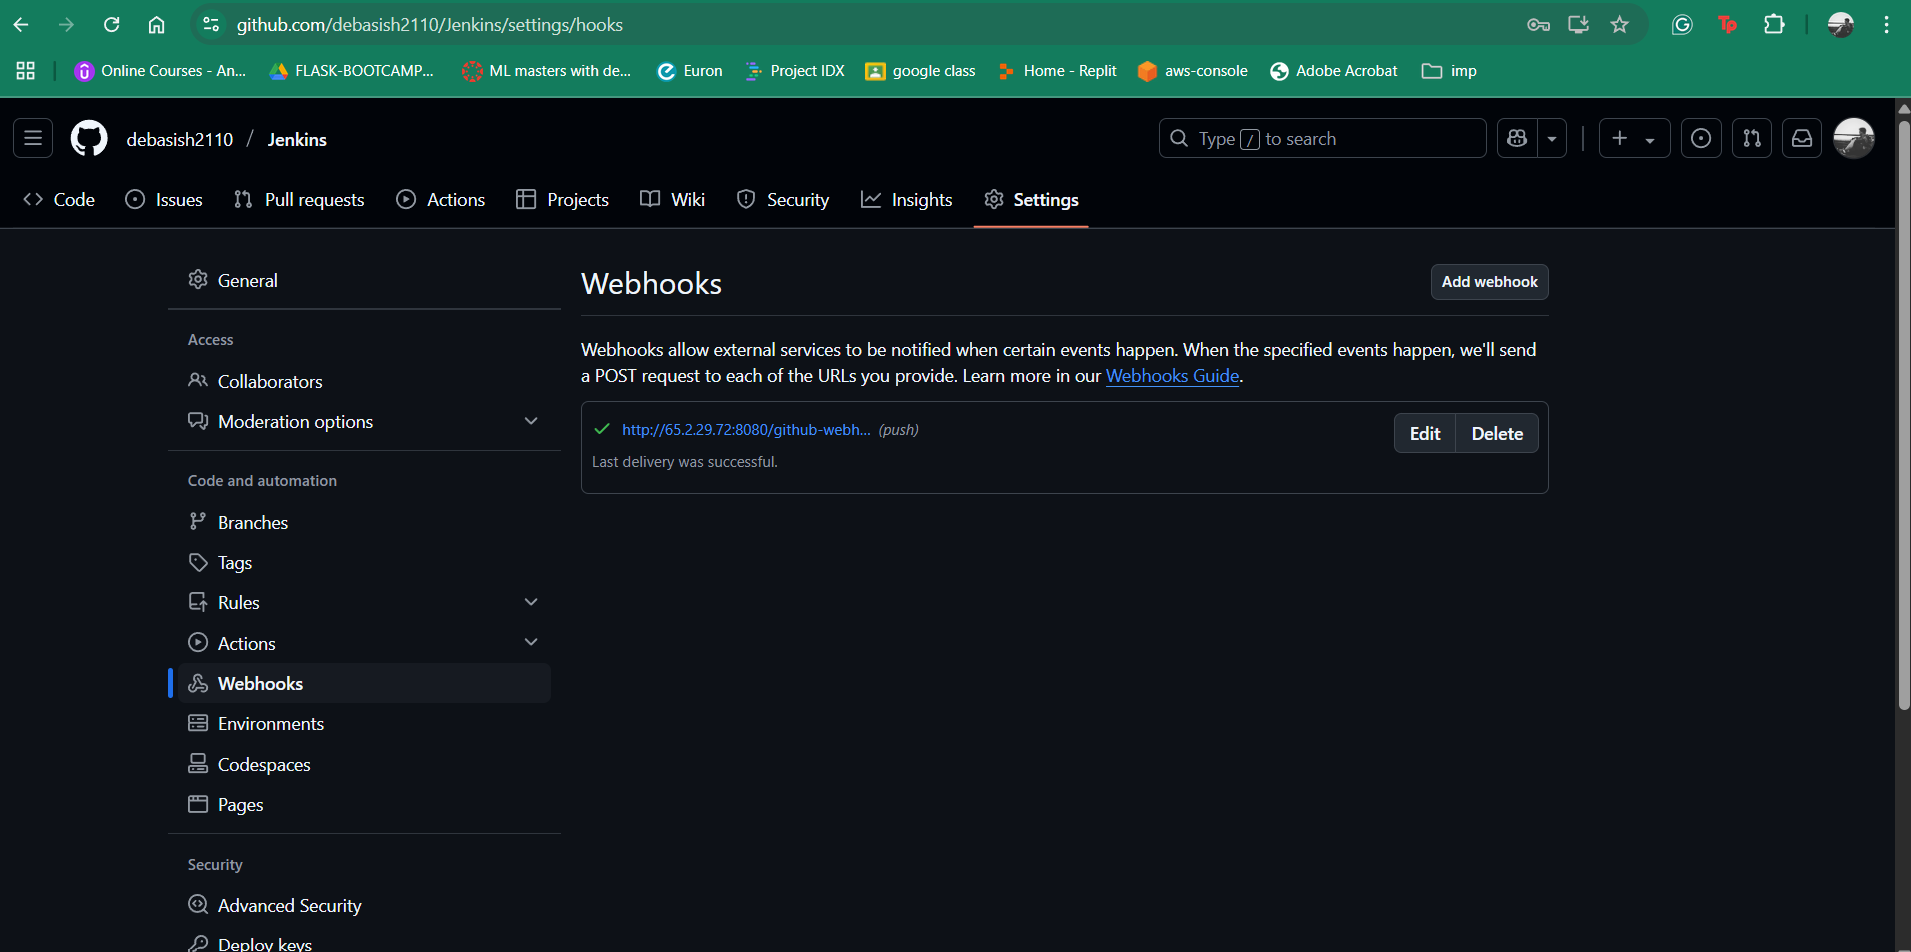 github.com/debasish2110/Jenkins/settings/hooks
Online Courses - An... FLASK-BOOTCAMP... ML masters with de... Euron Project IDX google class Home - Replit aws-console Adobe Acrobat imp
debasish2110 / Jenkins
Type / to search
Code Issues Pull requests Actions Projects Wiki Security Insights Settings
General
Access
Collaborators
Moderation options
Code and automation
Branches
Tags
Rules
Actions
Webhooks
Environments
Codespaces
Pages
Security
Advanced Security
Deploy keys
Webhooks
Add webhook
Webhooks allow external services to be notified when certain events happen. When the specified events happen, we'll send
a POST request to each of the URLs you provide. Learn more in our Webhooks Guide.
http://65.2.29.72:8080/github-webh... (push)
Edit Delete
Last delivery was successful.